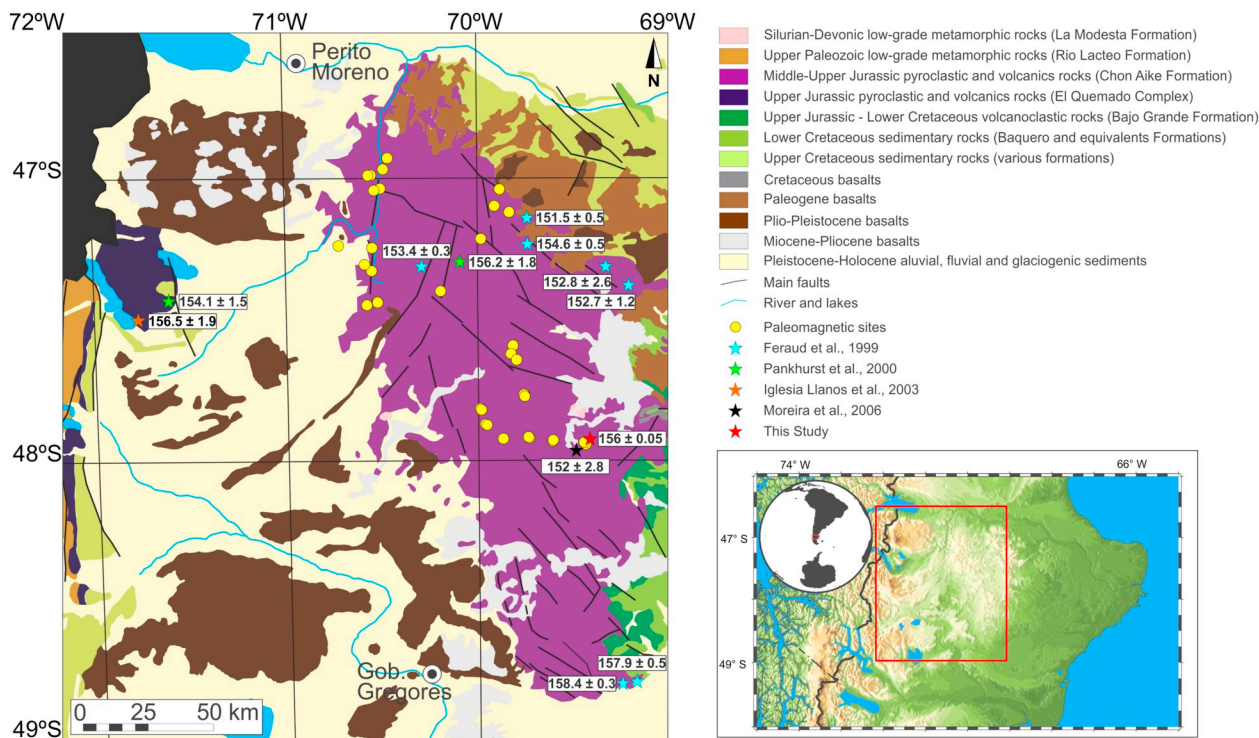 72ºW
71ºW
70ºW
69ºW
Perito
Moreno
N
47ºS
151.5 ± 0.5
154.6 ± 0.5
153.4 ± 0.3
156.2 ± 1.8
152.8 ± 2.6
152.7 ± 1.2
154.1 ± 1.5
156.5 ± 1.9
156 ± 0.05
152 ± 2.8
48ºS
157.9 ± 0.5
158.4 ± 0.3
Gob.
Gregores
0 25 50 km
49ºS
Silurian-Devonic low-grade metamorphic rocks (La Modesta Formation)
Upper Paleozoic low-grade metamorphic rocks (Rio Lacteo Formation)
Middle-Upper Jurassic pyroclastic and volcanics rocks (Chon Aike Formation)
Upper Jurassic pyroclastic and volcanics rocks (El Quemado Complex)
Upper Jurassic - Lower Cretaceous volcanoclastic rocks (Bajo Grande Formation)
Lower Cretaceous sedimentary rocks (Baquero and equivalents Formations)
Upper Cretaceous sedimentary rocks (various formations)
Cretaceous basalts
Paleogene basalts
Plio-Pleistocene basalts
Miocene-Pliocene basalts
Pleistocene-Holocene aluvial, fluvial and glaciogenic sediments
Main faults
River and lakes
Paleomagnetic sites
Feraud et al., 1999
Pankhurst et al., 2000
Iglesia Llanos et al., 2003
Moreira et al., 2006
This Study
74° W
66° W
47° S
49° S